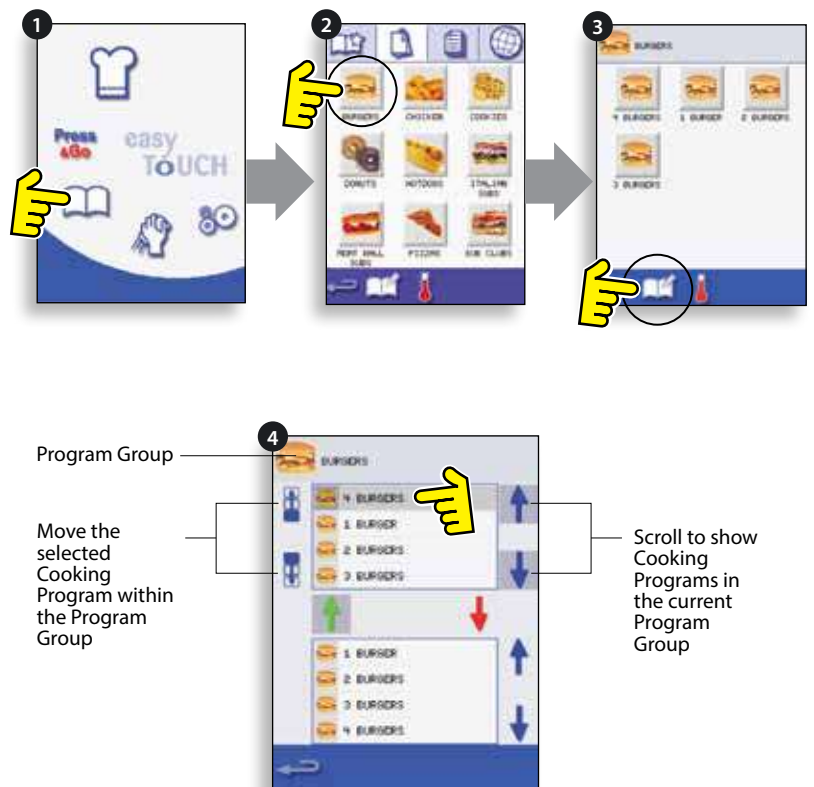 1
Press
&Go
easy
ToUCH
2
BURGERS
CHICKEN
COOKIES
DONUTS
HOTDOGS
ITALIAN
SUBS
MEAT BALL
SUBS
PIZZAS
SUB CLUBS
3
BURGERS
4 BURGERS
1 BURGER
2 BURGERS
3 BURGERS
4
Program Group
BURGERS
4 BURGERS
1 BURGER
2 BURGERS
3 BURGERS
Move the
selected
Cooking
Program within
the Program
Group
Scroll to show
Cooking
Programs in
the current
Program
Group
1 BURGER
2 BURGERS
3 BURGERS
4 BURGERS